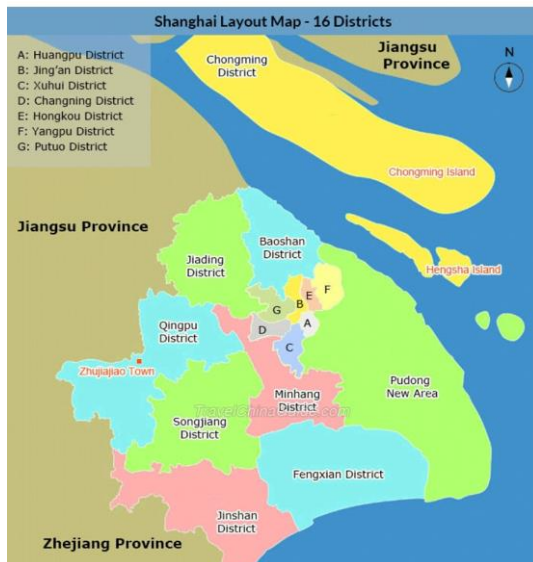 Shanghai Layout Map - 16 Districts
A: Huangpu District
B: Jing'an District
C: Xuhui District
D: Changning District
E: Hongkou District
F: Yangpu District
G: Putuo District
Chongming
District
Jiangsu
Province
N
Chongming Island
Jiangsu Province
Baoshan
District
Jiading
District
Hengsha Island
B
E
F
G
A
D
C
Qingpu
District
Zhujiajiao Town
Pudong
New Area
Minhang
District
TravelChinaGuide.com
Songjiang
District
Fengxian District
Jinshan
District
Zhejiang Province